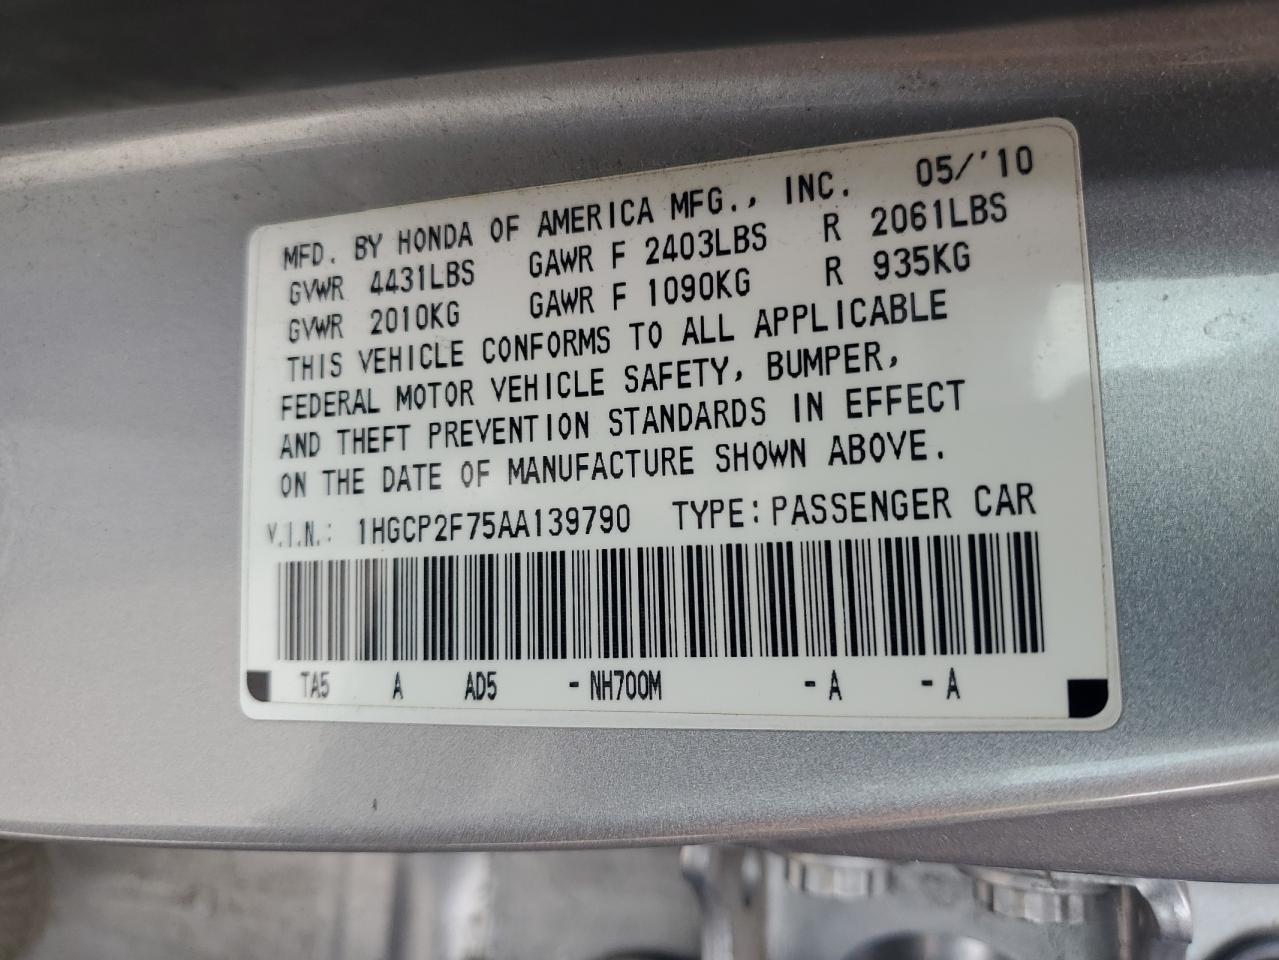 MFD. BY HONDA OF AMERICA MFG., INC. 05/'10
GVWR 4431LBS GAWR F 2403LBS R 2061LBS
GVWR 2010KG GAWR F 1090KG R 935KG
THIS VEHICLE CONFORMS TO ALL APPLICABLE
FEDERAL MOTOR VEHICLE SAFETY, BUMPER,
AND THEFT PREVENTION STANDARDS IN EFFECT
ON THE DATE OF MANUFACTURE SHOWN ABOVE.
V.I.N.: 1HGCP2F75AA139790 TYPE: PASSENGER CAR
TA5 A AD5 - NH700M - A - A